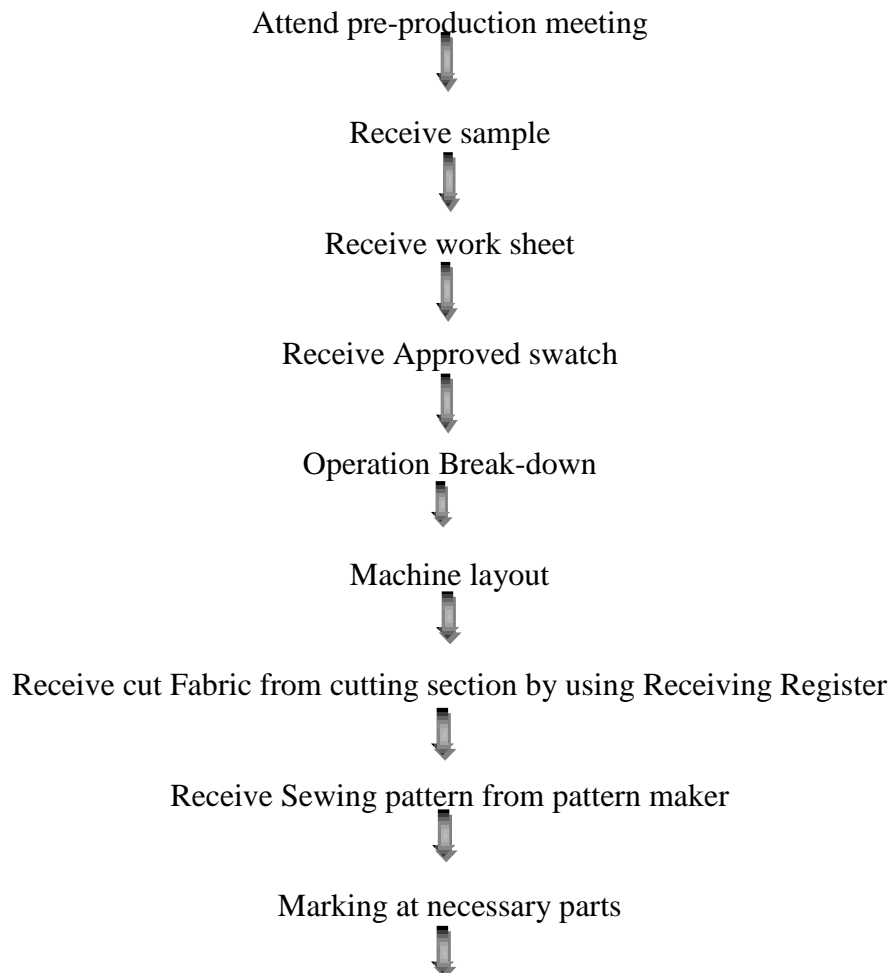 Attend pre-production meeting
Receive sample
Receive work sheet
Receive Approved swatch
Operation Break-down
Machine layout
Receive cut Fabric from cutting section by using Receiving Register
Receive Sewing pattern from pattern maker
Marking at necessary parts